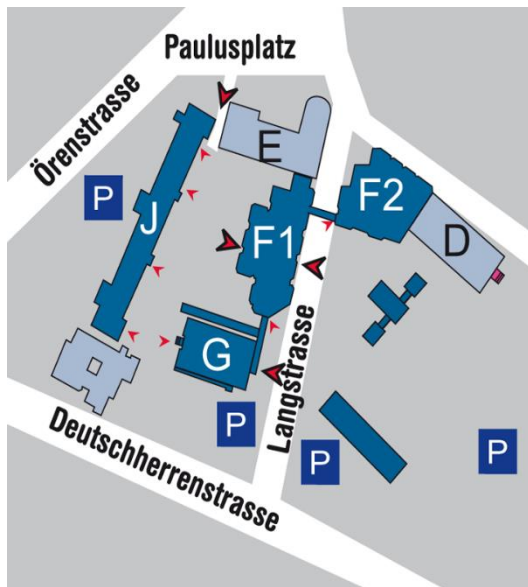 Paulusplatz
Örenstrasse
E
P
J
F1
F2
D
G
Langstrasse
P
P
P
Deutschherrenstrasse